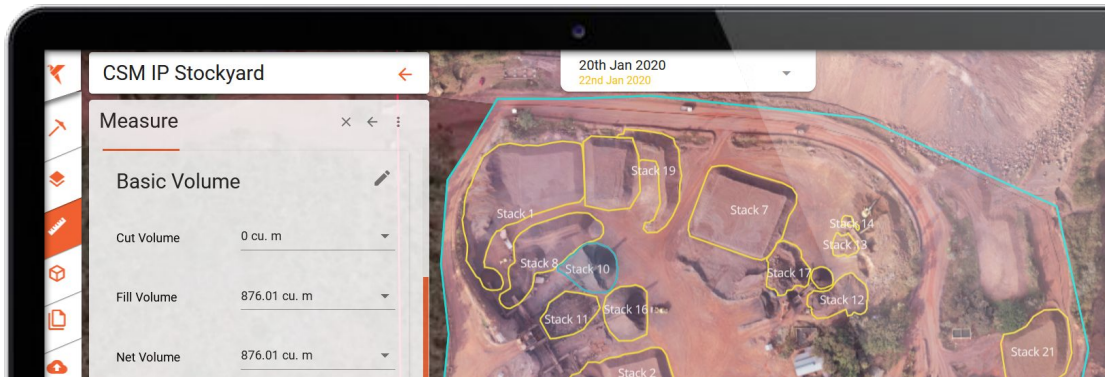 CSM IP Stockyard
Measure
Basic Volume
Cut Volume 0 cu. m
Fill Volume 876.01 cu. m
Net Volume 876.01 cu. m
20th Jan 2020
22nd Jan 2020
Stack 19
Stack 1
Stack 7
Stack 14
Stack 13
Stack 8
Stack 10
Stack 17
Stack 12
Stack 11
Stack 16
Stack 21
Stack 2